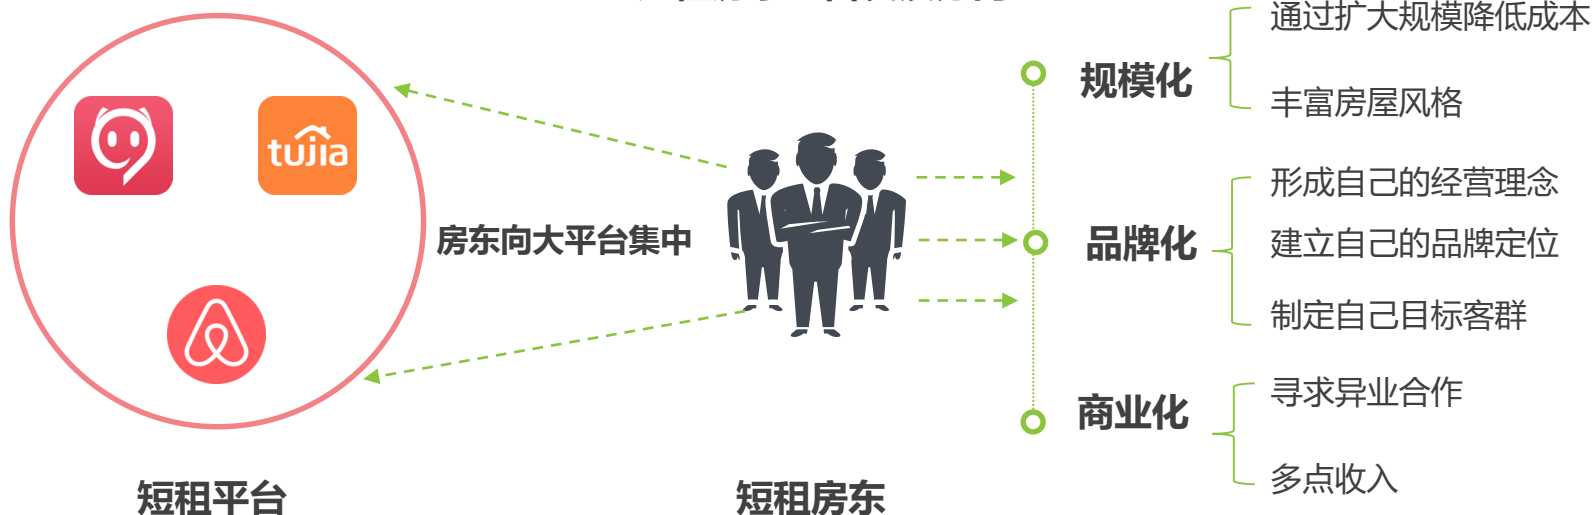 通过扩大规模降低成本
规模化
丰富房屋风格
tujia
形成自己的经营理念
房东向大平台集中
品牌化
建立自己的品牌定位
制定自己目标客群
寻求异业合作
商业化
多点收入
短租平台
短租房东